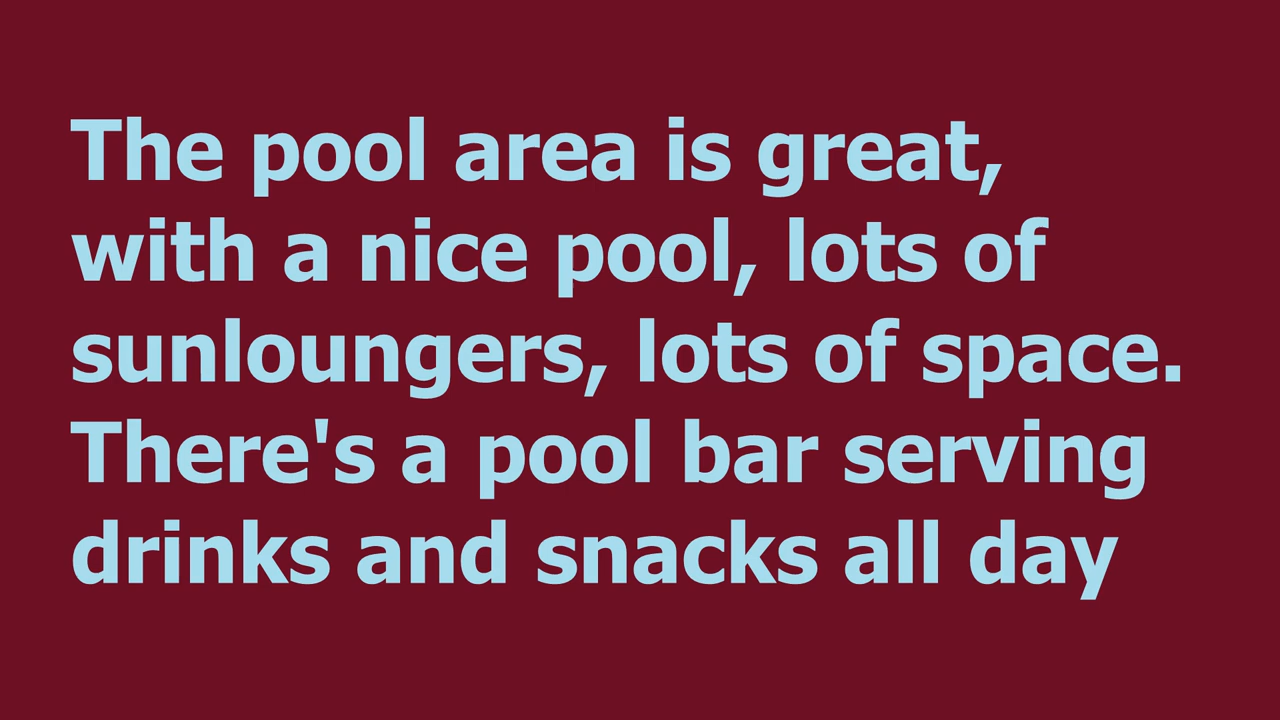 The pool area is great,
with a nice pool, lots of
sunloungers, lots of space.
There's a pool bar serving
drinks and snacks all day